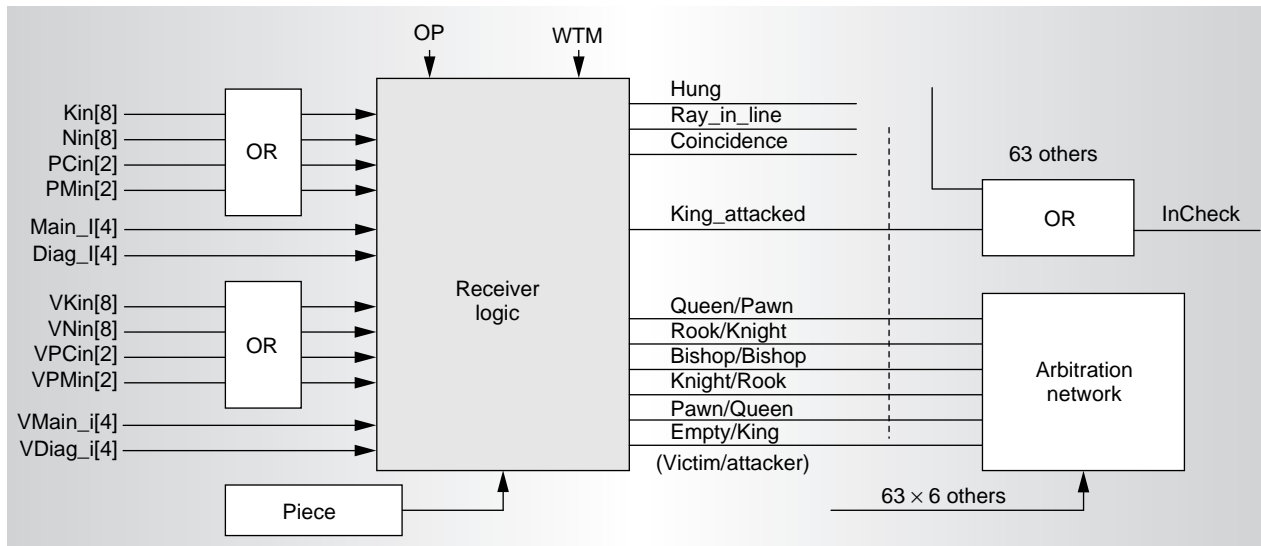 OP
WTM
Kin[8]
Nin[8]
PCin[2]
PMin[2]
OR
Main_I[4]
Diag_I[4]
VKin[8]
VNin[8]
VPCin[2]
VPMin[2]
OR
VMain_i[4]
VDiag_i[4]
Piece
Receiver
logic
Hung
Ray_in_line
Coincidence
King_attacked
Queen/Pawn
Rook/Knight
Bishop/Bishop
Knight/Rook
Pawn/Queen
Empty/King
(Victim/attacker)
63 others
OR
InCheck
Arbitration
network
63 × 6 others